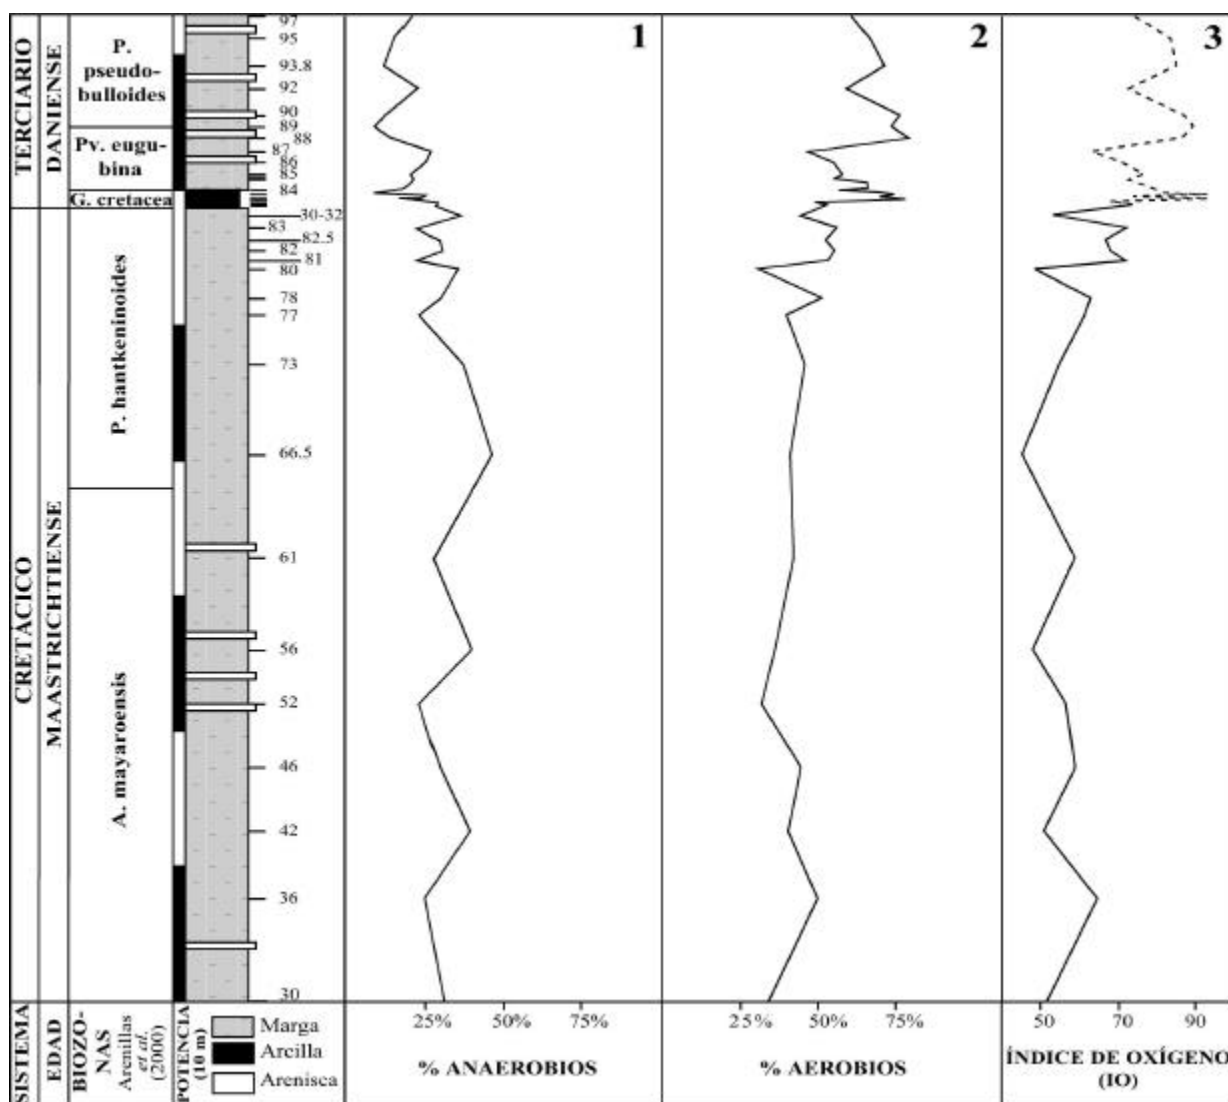 1
2
3
TERCIARIO
DANIENSE
P.
pseudo-
bulloides
Pv. eugu-
bina
G. cretacea
CRETÁCICO
MAASTRICHTIENSE
P. hantkeninoides
A. mayaroensis
97
95
93.8
92
90
89
88
87
86
85
84
30-32
83
82.5
82
81
80
78
77
73
66.5
61
56
52
46
42
36
30
SISTEMA
EDAD
BIOZO-
NAS
Arenillas
et al.
(2000)
POTENCIA
(10 m)
Marga
Arcilla
Arenisca
25% 50% 75%
% ANAEROBIOS
25% 50% 75%
% AEROBIOS
50 70 90
ÍNDICE DE OXÍGENO
(IO)